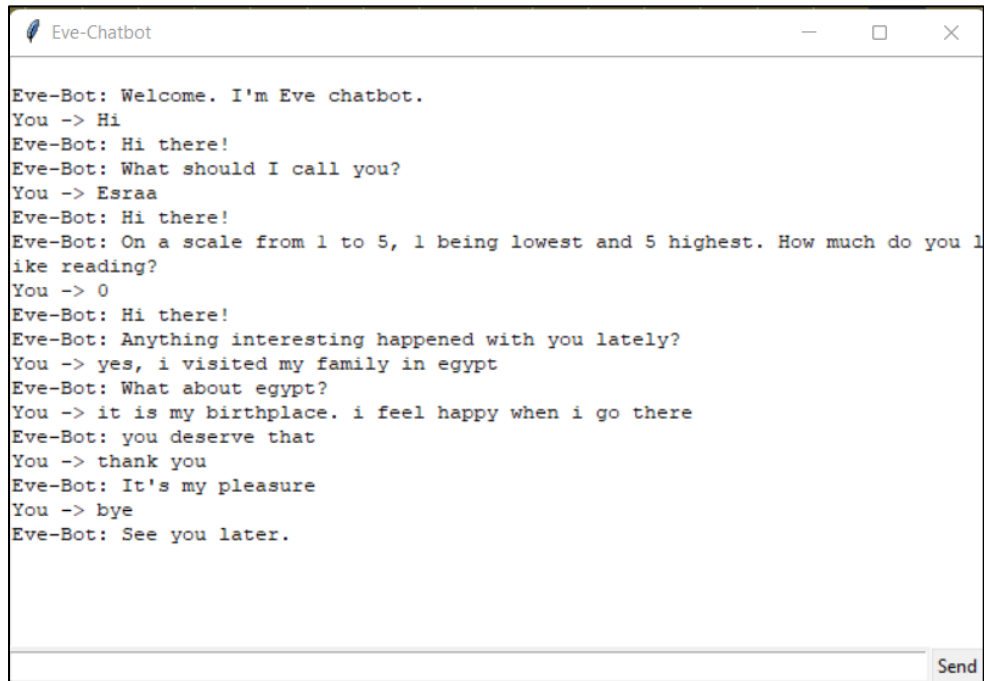 Eve-Chatbot
Eve-Bot: Welcome. I'm Eve chatbot.
You -> Hi
Eve-Bot: Hi there!
Eve-Bot: What should I call you?
You -> Esraa
Eve-Bot: Hi there!
Eve-Bot: On a scale from 1 to 5, 1 being lowest and 5 highest. How much do you l
ike reading?
You -> 0
Eve-Bot: Hi there!
Eve-Bot: Anything interesting happened with you lately?
You -> yes, i visited my family in egypt
Eve-Bot: What about egypt?
You -> it is my birthplace. i feel happy when i go there
Eve-Bot: you deserve that
You -> thank you
Eve-Bot: It's my pleasure
You -> bye
Eve-Bot: See you later.
Send